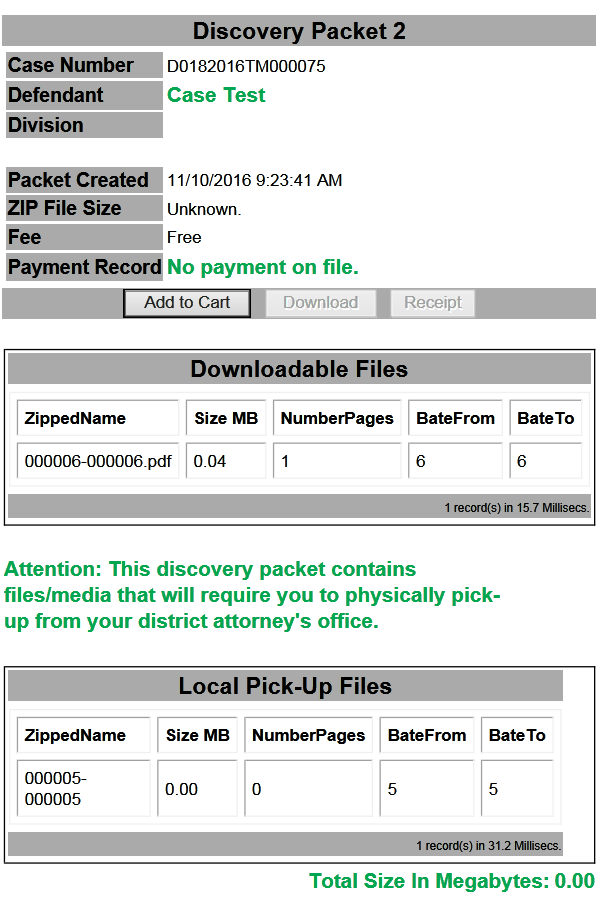 Discovery Packet 2
Case Number D0182016TM000075
Defendant Case Test
Division
Packet Created 11/10/2016 9:23:41 AM
ZIP File Size Unknown.
Fee Free
Payment Record No payment on file.
Add to Cart Download Receipt
Downloadable Files
ZippedName Size MB NumberPages BateFrom BateTo
000006-000006.pdf 0.04 1 6 6
1 record(s) in 15.7 Millisecs.
Attention: This discovery packet contains
files/media that will require you to physically pick-
up from your district attorney's office.
Local Pick-Up Files
ZippedName Size MB NumberPages BateFrom BateTo
000005-
000005 0.00 0 5 5
1 record(s) in 31.2 Millisecs.
Total Size In Megabytes: 0.00